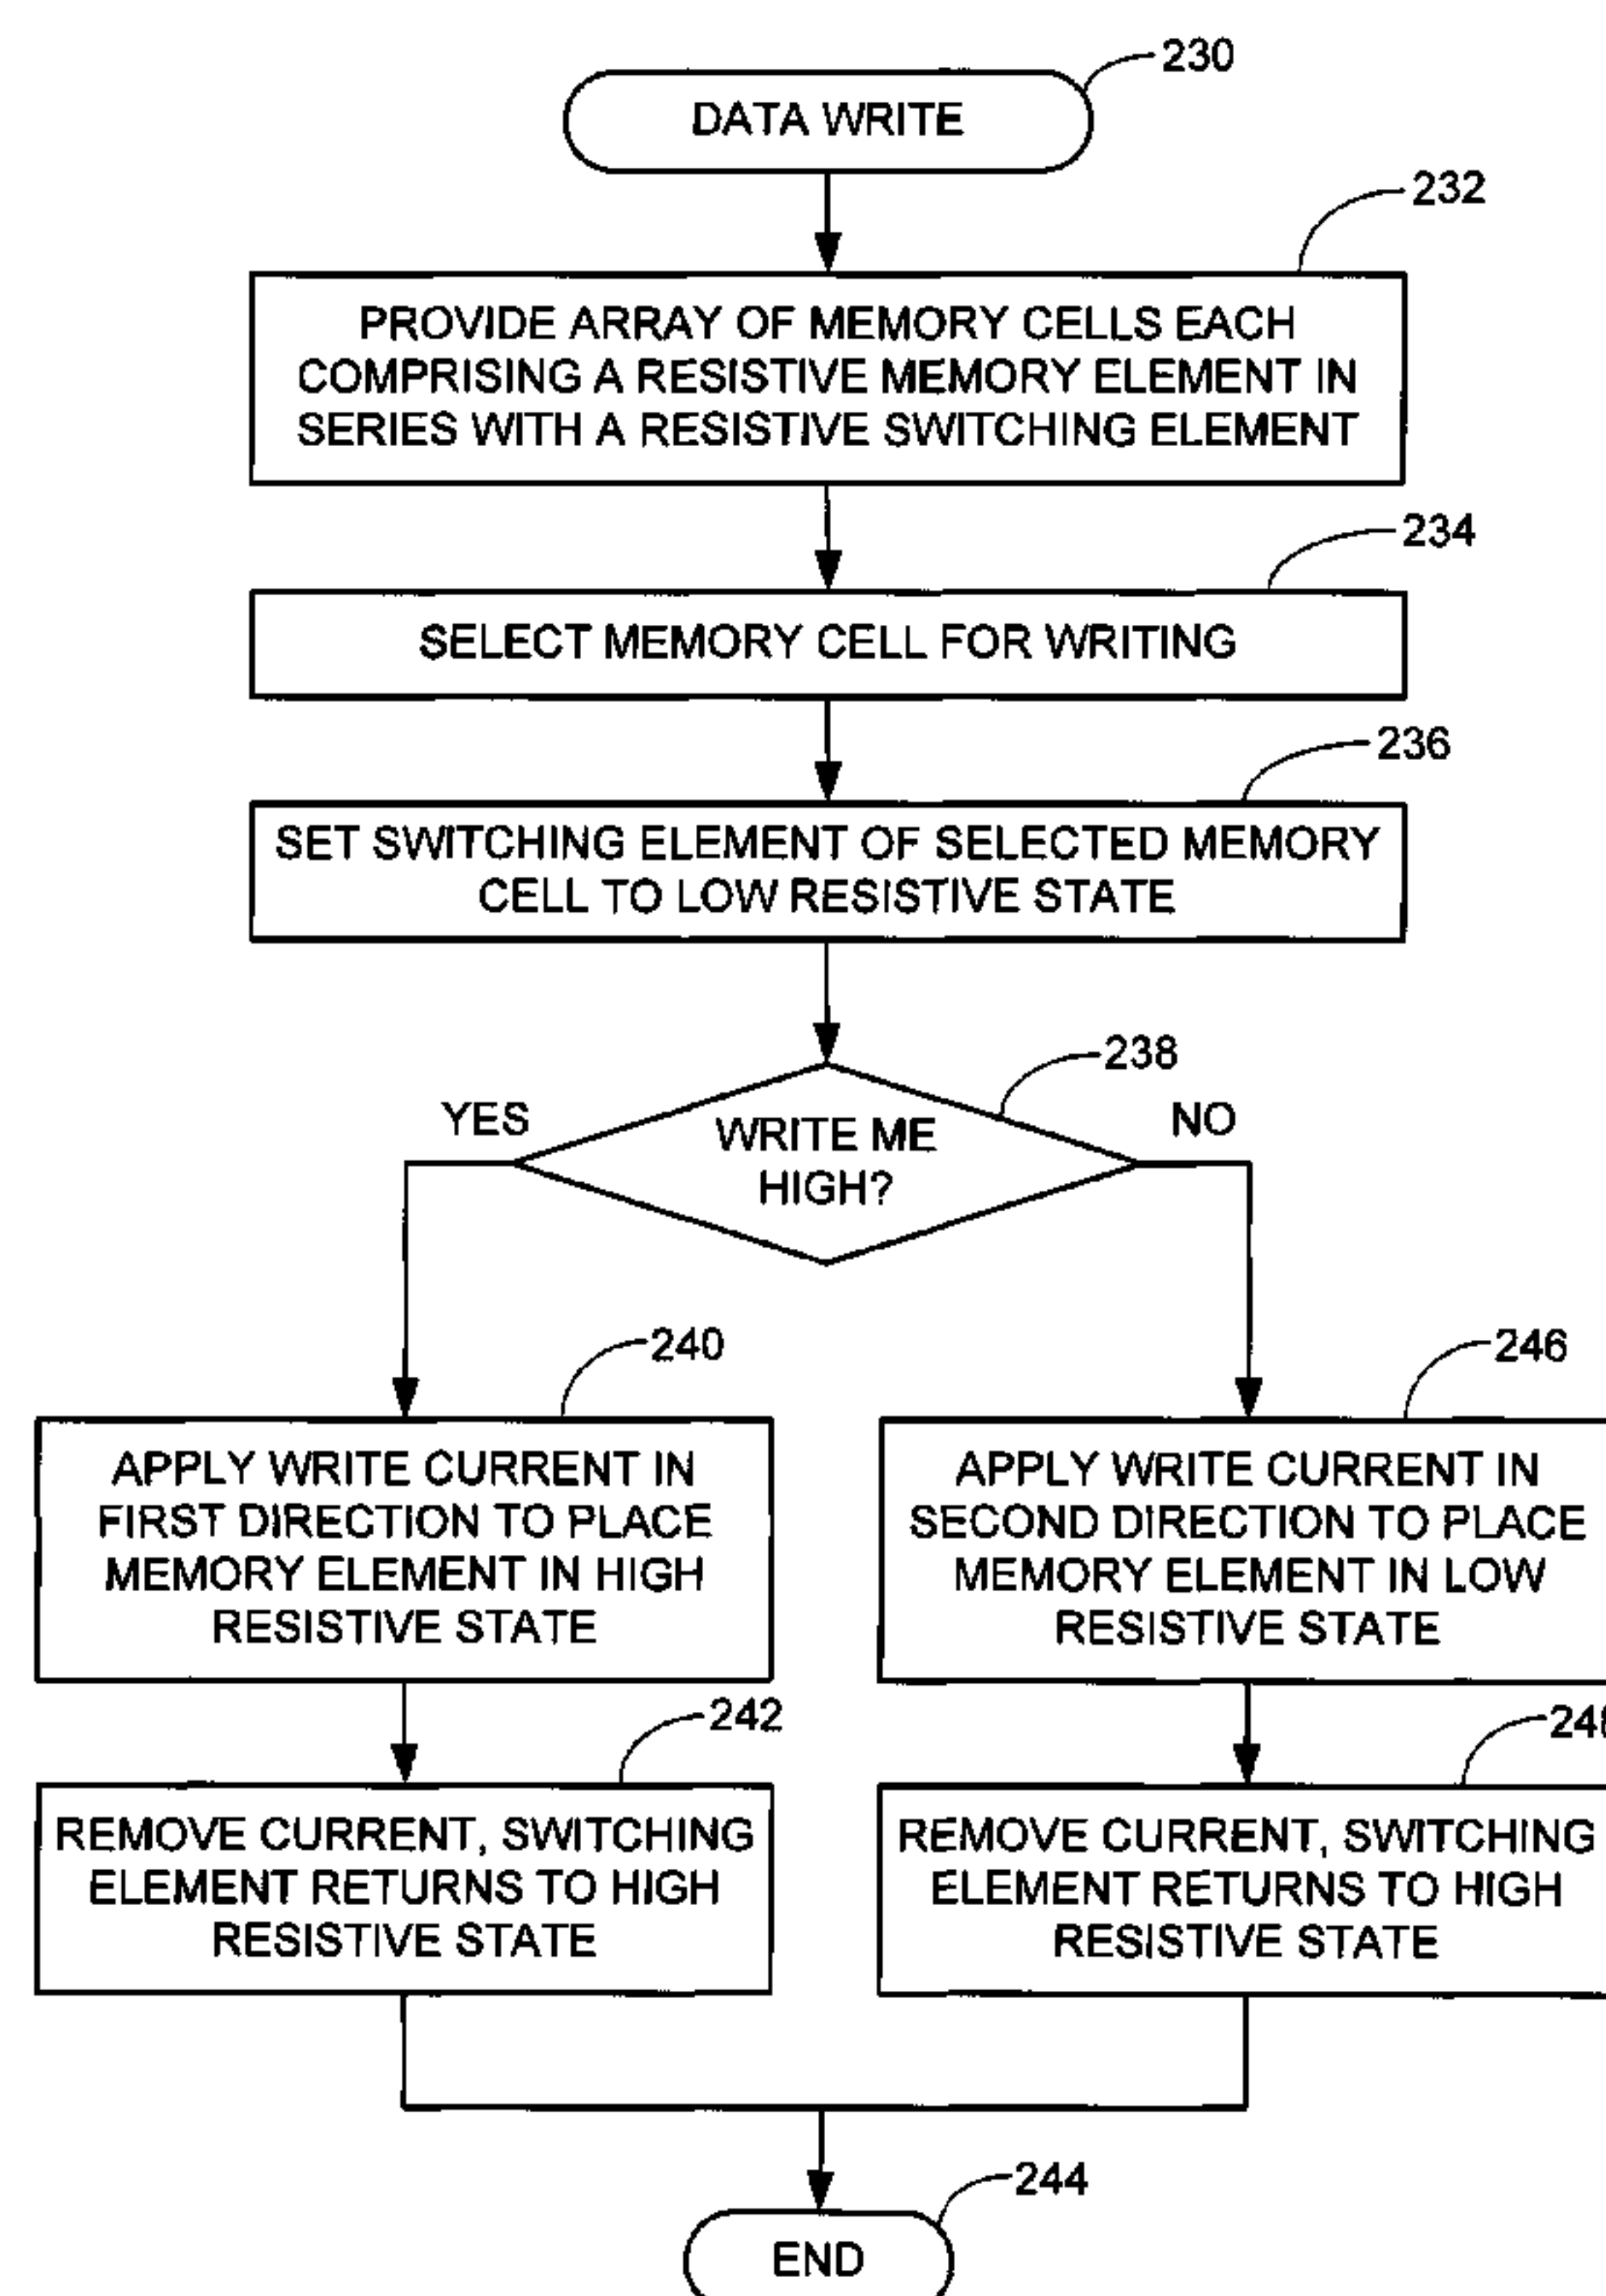 230
DATA WRITE
232
PROVIDE ARRAY OF MEMORY CELLS EACH
COMPRISING A RESISTIVE MEMORY ELEMENT IN
SERIES WITH A RESISTIVE SWITCHING ELEMENT
234
SELECT MEMORY CELL FOR WRITING
236
SET SWITCHING ELEMENT OF SELECTED MEMORY
CELL TO LOW RESISTIVE STATE
238
YES
WRITE ME
HIGH?
NO
240
APPLY WRITE CURRENT IN
FIRST DIRECTION TO PLACE
MEMORY ELEMENT IN HIGH
RESISTIVE STATE
246
APPLY WRITE CURRENT IN
SECOND DIRECTION TO PLACE
MEMORY ELEMENT IN LOW
RESISTIVE STATE
242
REMOVE CURRENT, SWITCHING
ELEMENT RETURNS TO HIGH
RESISTIVE STATE
REMOVE CURRENT, SWITCHING
ELEMENT RETURNS TO HIGH
RESISTIVE STATE
244
END